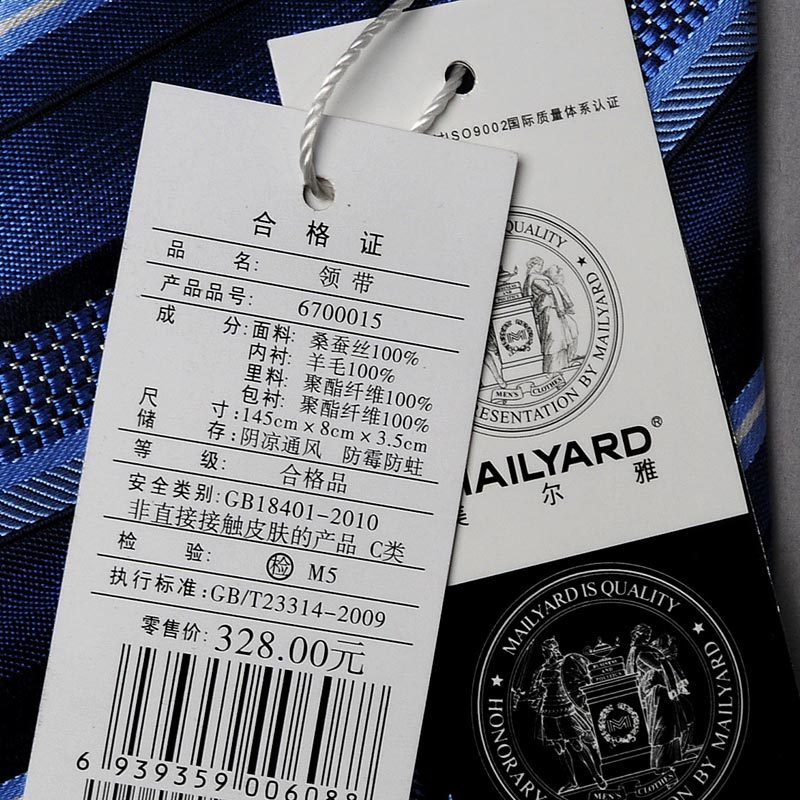 合格证
品 名: 领带
产品品号: 6700015
成 分:面料: 桑蚕丝100%
内衬: 羊毛100%
里料: 聚酯纤维100%
包衬: 聚酯纤维100%
尺 寸:145cm×8cm×3.5cm
储 存:阴凉通风 防霉防蛀
等 级: 合格品
安全类别:GB18401-2010
非直接接触皮肤的产品 C类
检 验: 检 M5
执行标准:GB/T23314-2009
零售价: 328.00元
6 939359 006088
ISO9002国际质量体系认证
QUALITY ★
MEN'S CLOTHES
BY MAILYARD
MAILYARD®
尔 雅
MAILYARD IS QUALITY
★ HONORARY
★ BY MAILYARD